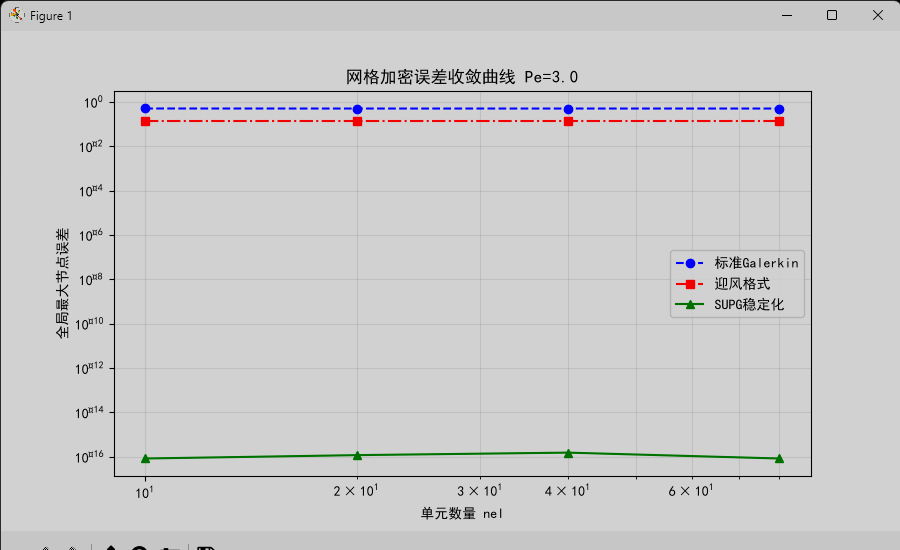 Figure 1
网格加密误差收敛曲线 Pe=3.0
全局最大节点误差
10⁰
10¤²
10¤⁴
10¤⁶
10¤⁸
10¤¹⁰
10¤¹²
10¤¹⁴
10¤¹⁶
标准Galerkin
迎风格式
SUPG稳定化
10¹
2 × 10¹
3 × 10¹
4 × 10¹
6 × 10¹
单元数量 nel